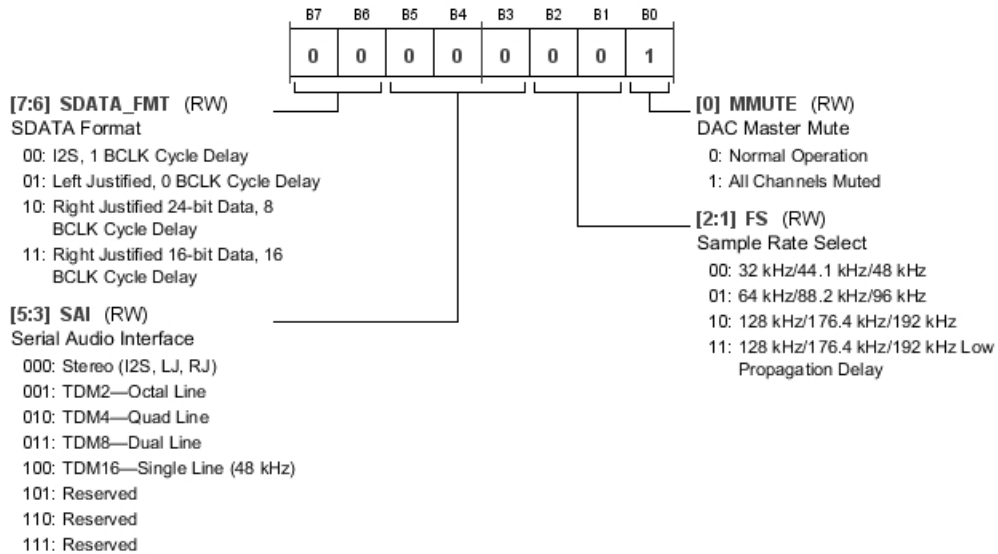 B7 B6 B5 B4 B3 B2 B1 B0
0 0 0 0 0 0 0 1
[7:6] SDATA_FMT (RW)
SDATA Format
00: I2S, 1 BCLK Cycle Delay
01: Left Justified, 0 BCLK Cycle Delay
10: Right Justified 24-bit Data, 8
BCLK Cycle Delay
11: Right Justified 16-bit Data, 16
BCLK Cycle Delay
[5:3] SAI (RW)
Serial Audio Interface
000: Stereo (I2S, LJ, RJ)
001: TDM2—Octal Line
010: TDM4—Quad Line
011: TDM8—Dual Line
100: TDM16—Single Line (48 kHz)
101: Reserved
110: Reserved
111: Reserved
[0] MMUTE (RW)
DAC Master Mute
0: Normal Operation
1: All Channels Muted
[2:1] FS (RW)
Sample Rate Select
00: 32 kHz/44.1 kHz/48 kHz
01: 64 kHz/88.2 kHz/96 kHz
10: 128 kHz/176.4 kHz/192 kHz
11: 128 kHz/176.4 kHz/192 kHz Low
Propagation Delay